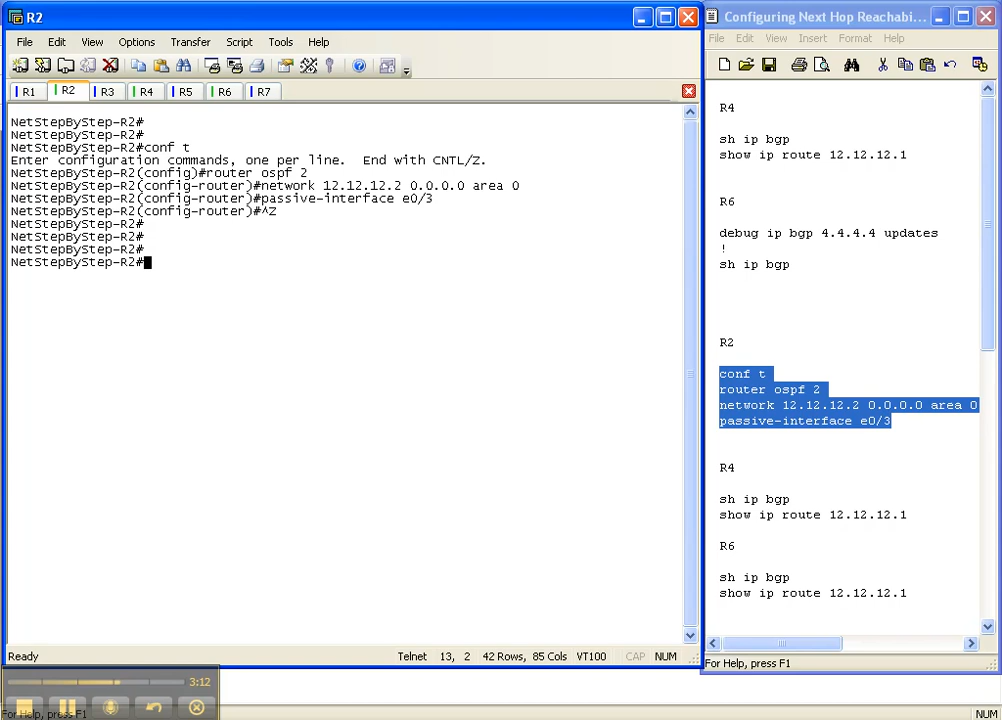 R2
File Edit View Options Transfer Script Tools Help
R1 R2 R3 R4 R5 R6 R7
NetStepByStep-R2#
NetStepByStep-R2#
NetStepByStep-R2#conf t
Enter configuration commands, one per line.  End with CNTL/Z.
NetStepByStep-R2(config)#router ospf 2
NetStepByStep-R2(config-router)#network 12.12.12.2 0.0.0.0 area 0
NetStepByStep-R2(config-router)#passive-interface e0/3
NetStepByStep-R2(config-router)#^Z
NetStepByStep-R2#
NetStepByStep-R2#
NetStepByStep-R2#
NetStepByStep-R2#
Ready Telnet 13, 2 42 Rows, 85 Cols VT100 CAP NUM
3:12
For Help, press F1 NUM
Configuring Next Hop Reachabi...
File Edit View Insert Format Help
R4
sh ip bgp
show ip route 12.12.12.1
R6
debug ip bgp 4.4.4.4 updates
!
sh ip bgp
R2
conf t
router ospf 2
network 12.12.12.2 0.0.0.0 area 0
passive-interface e0/3
R4
sh ip bgp
show ip route 12.12.12.1
R6
sh ip bgp
show ip route 12.12.12.1
For Help, press F1